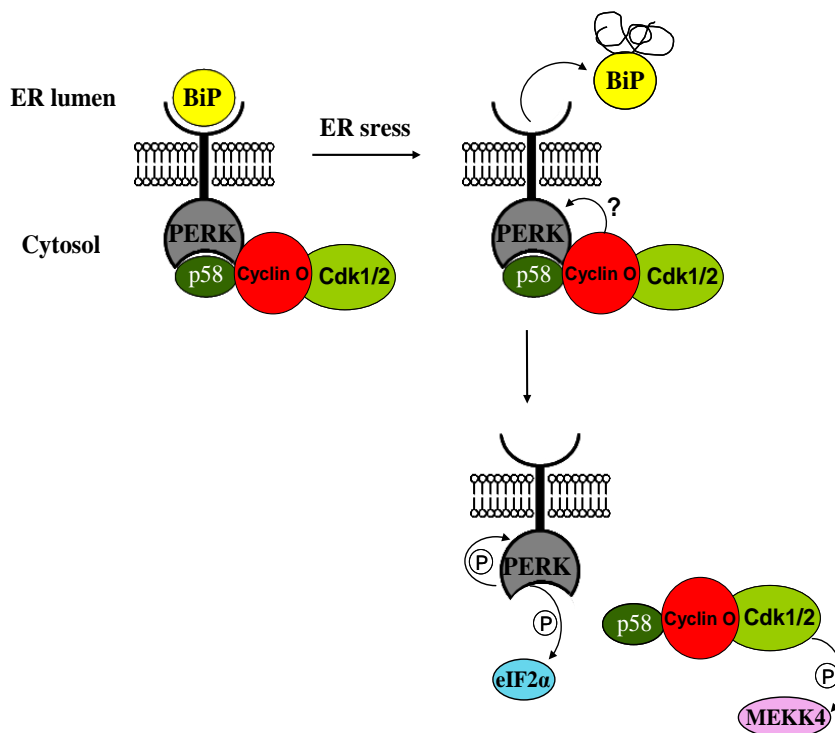 BiP
ER lumen
BiP
ER sress
?
Cytosol
PERK
p58
Cyclin O
Cdk1/2
PERK
p58
Cyclin O
Cdk1/2
P
PERK
P
eIF2α
p58
Cyclin O
Cdk1/2
P
MEKK4